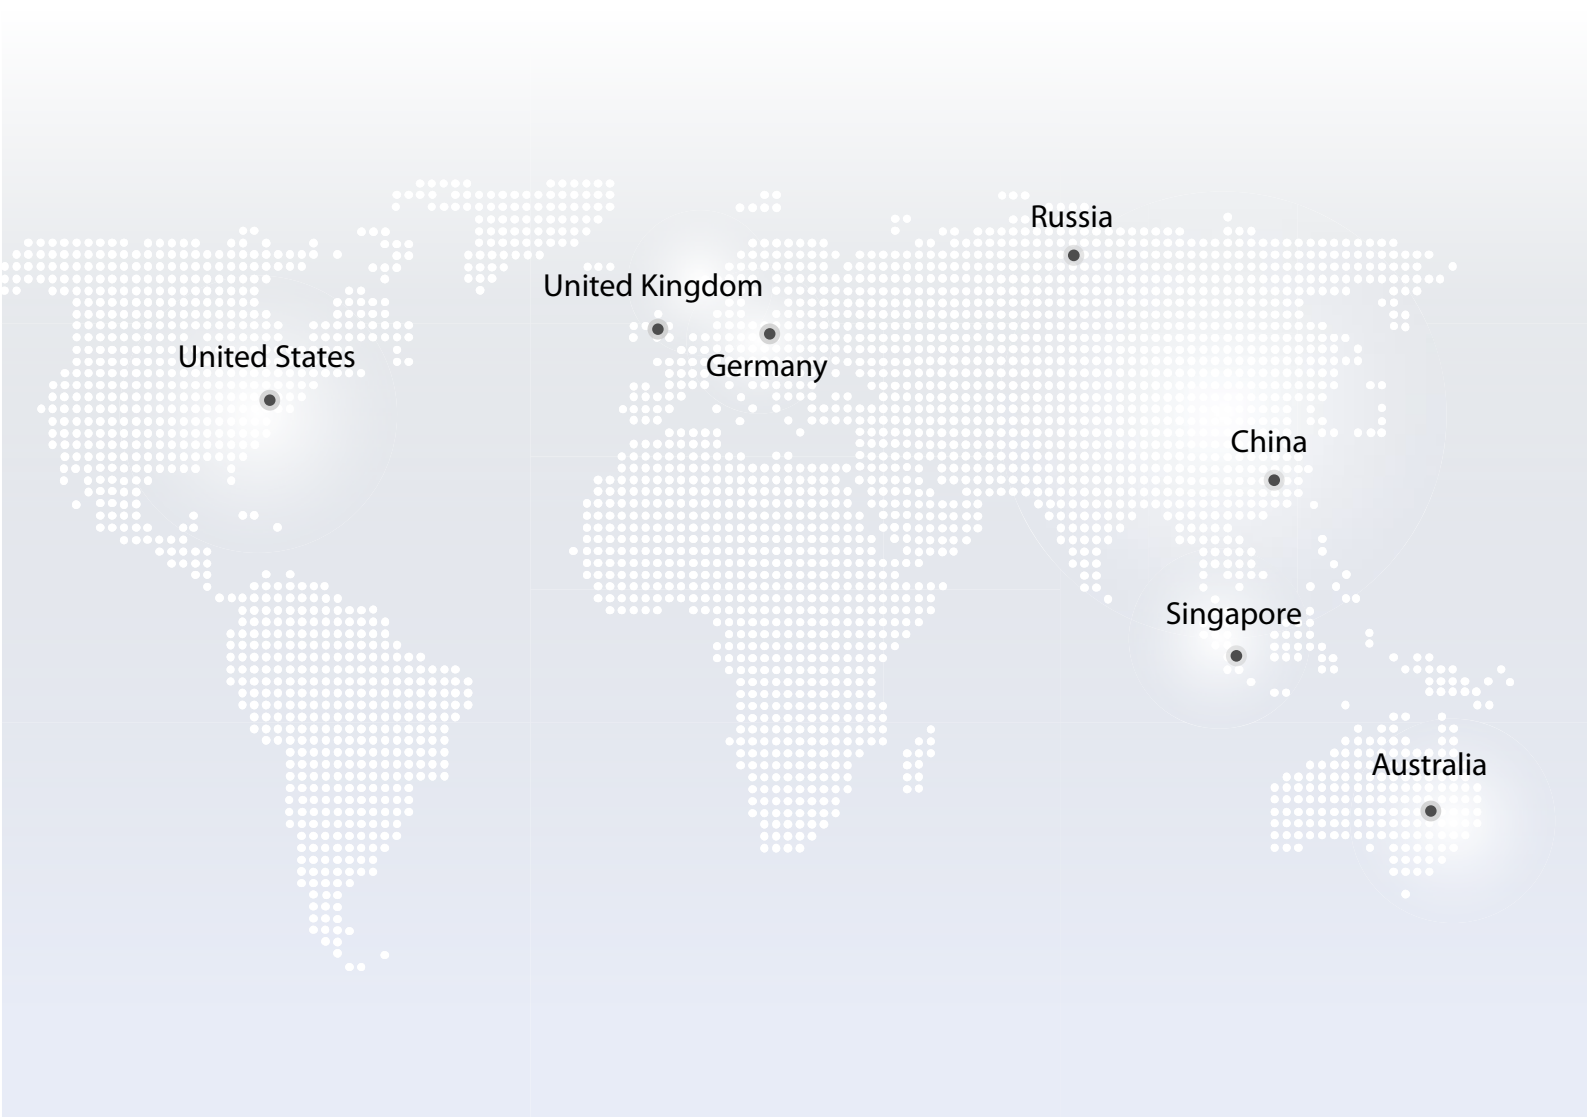 Russia
United Kingdom
United States
Germany
China
Singapore
Australia